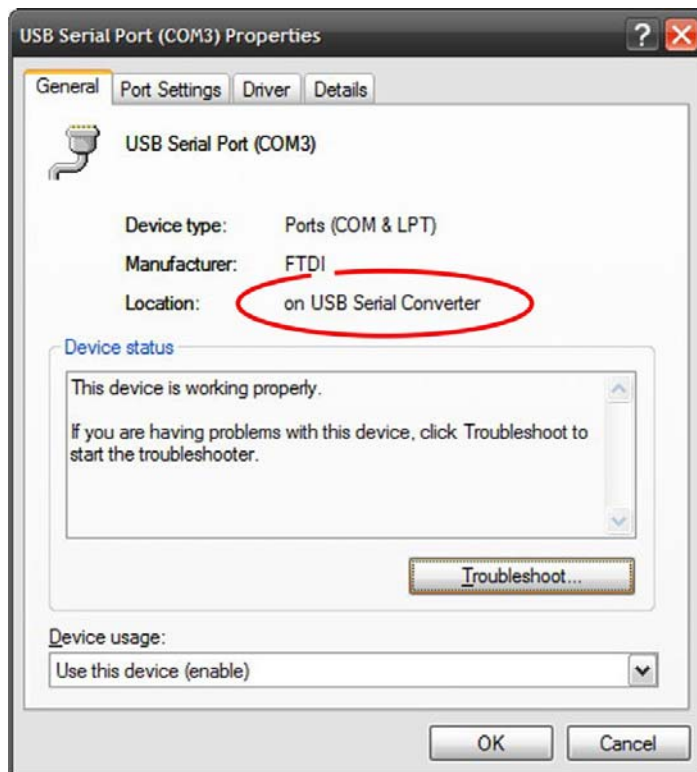 USB Serial Port (COM3) Properties
General Port Settings Driver Details
USB Serial Port (COM3)
Device type: Ports (COM & LPT)
Manufacturer: FTDI
Location: on USB Serial Converter
Device status
This device is working properly.
If you are having problems with this device, click Troubleshoot to
start the troubleshooter.
Troubleshoot...
Device usage:
Use this device (enable)
OK Cancel